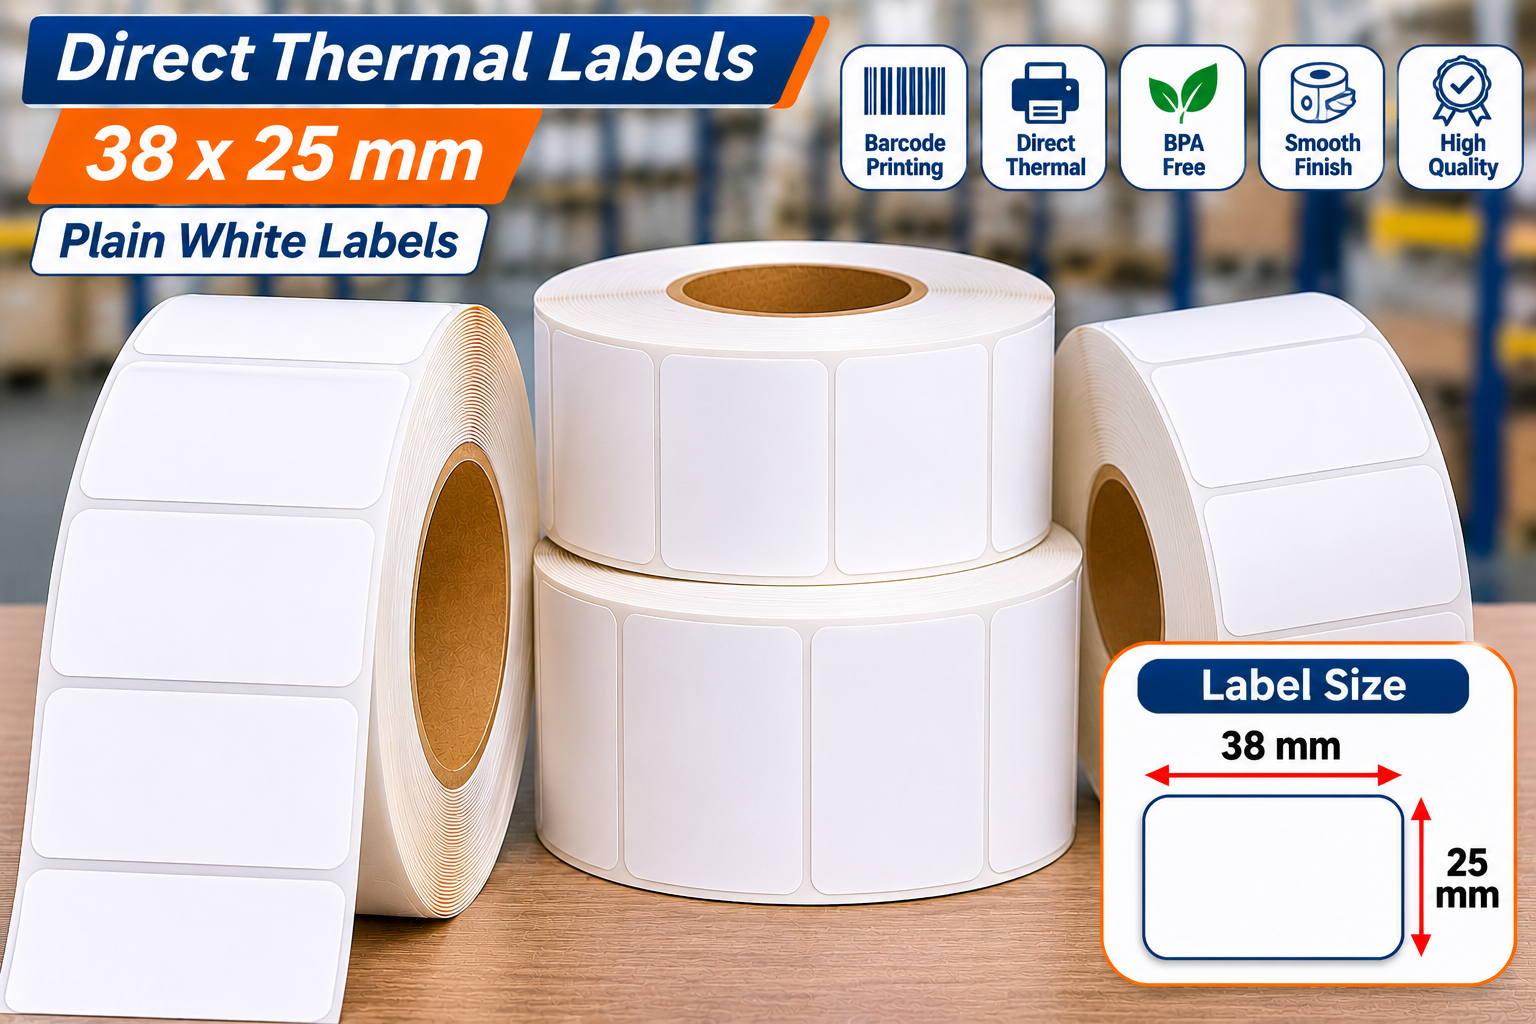 Direct Thermal Labels
38 x 25 mm
Plain White Labels
Barcode
Printing
Direct
Thermal
BPA
Free
Smooth
Finish
High
Quality
Label Size
38 mm
25
mm